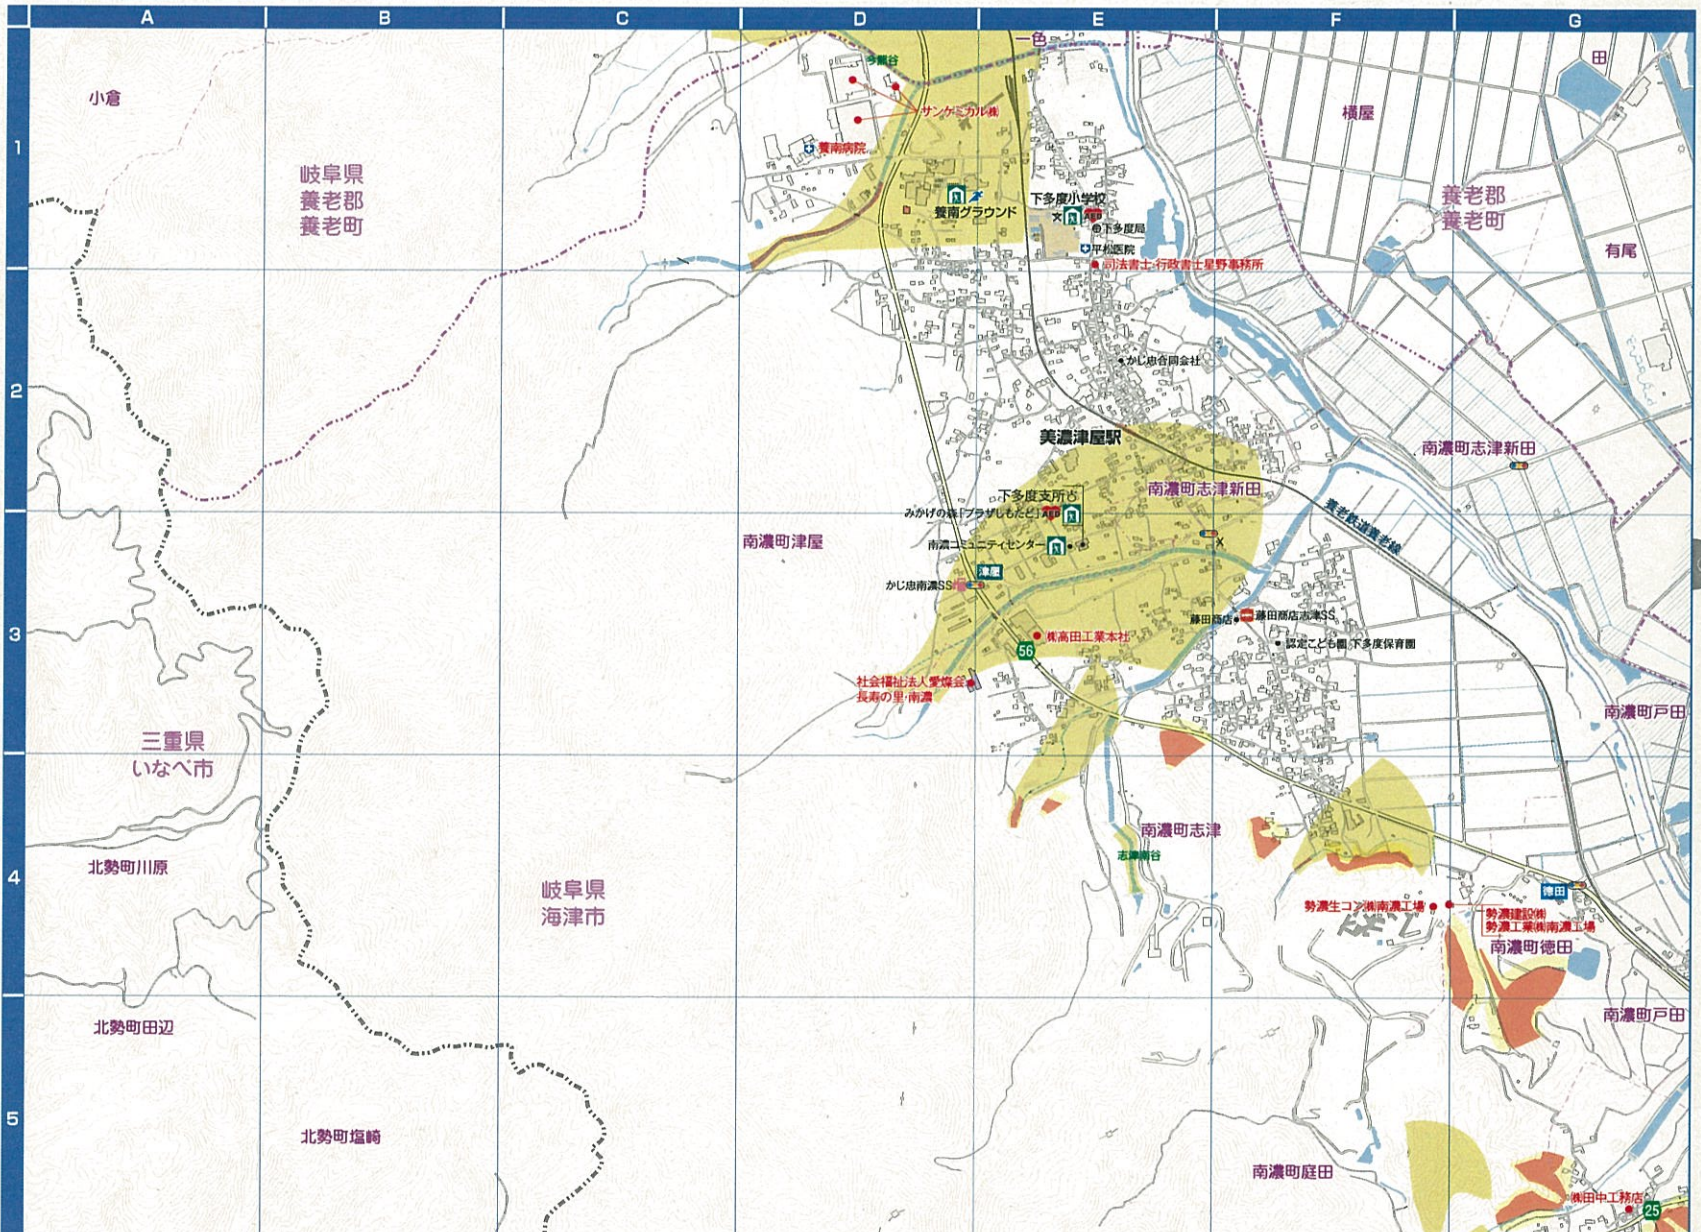 A
B
C
D
E
F
G
1
2
3
4
5
小倉
岐阜県
養老郡
養老町
今熊谷
サンケミカル㈱
養南病院
養南グラウンド
一色
下多度小学校
AED
下多度局
平松医院
司法書士・行政書士星野事務所
田
横屋
養老郡
養老町
有尾
かじ忠合同会社
美濃津屋駅
南濃町志津新田
南濃町志津新田
下多度支所
みかげの森「プラザしもたど」
AED
南濃コミュニティセンター
南濃町津屋
津屋
かじ忠南濃SS
養老鉄道養老線
藤田商店
藤田商店志津SS
認定こども園 下多度保育園
㈱高田工業本社
56
社会福祉法人愛燦会
長寿の里・南濃
南濃町戸田
三重県
いなべ市
北勢町川原
岐阜県
海津市
南濃町志津
志津南谷
徳田
勢濃生コン㈱南濃工場
勢濃建設㈱
勢濃工業㈱南濃工場
南濃町徳田
南濃町戸田
北勢町田辺
北勢町塩崎
南濃町庭田
㈱田中工務店
25